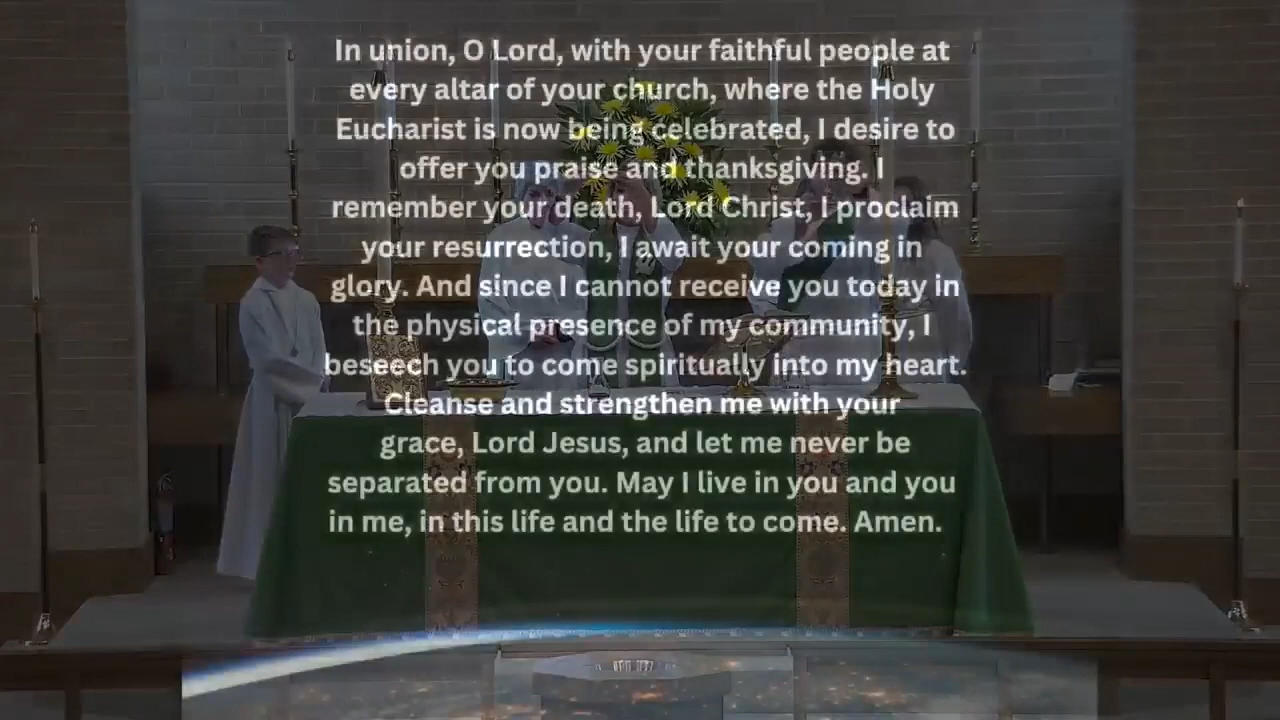 In union, O Lord, with your faithful people at
every altar of your church, where the Holy
Eucharist is now being celebrated, I desire to
offer you praise and thanksgiving. I
remember your death, Lord Christ, I proclaim
your resurrection, I await your coming in
glory. And since I cannot receive you today in
the physical presence of my community, I
beseech you to come spiritually into my heart.
Cleanse and strengthen me with your
grace, Lord Jesus, and let me never be
separated from you. May I live in you and you
in me, in this life and the life to come. Amen.